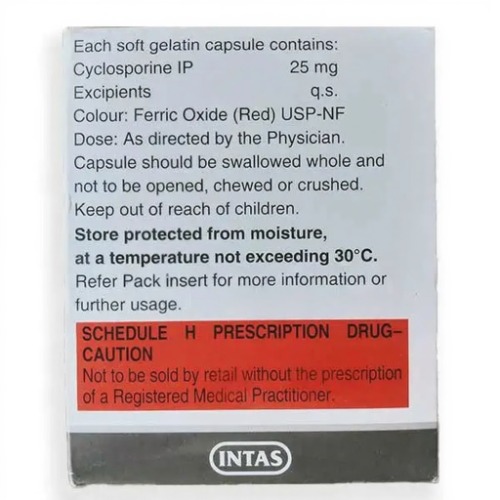 Each soft gelatin capsule contains:
Cyclosporine IP 25 mg
Excipients q.s.
Colour: Ferric Oxide (Red) USP-NF
Dose: As directed by the Physician.
Capsule should be swallowed whole and
not to be opened, chewed or crushed.
Keep out of reach of children.
Store protected from moisture,
at a temperature not exceeding 30°C.
Refer Pack insert for more information or
further usage.
SCHEDULE H PRESCRIPTION DRUG–
CAUTION
Not to be sold by retail without the prescription
of a Registered Medical Practitioner.
INTAS